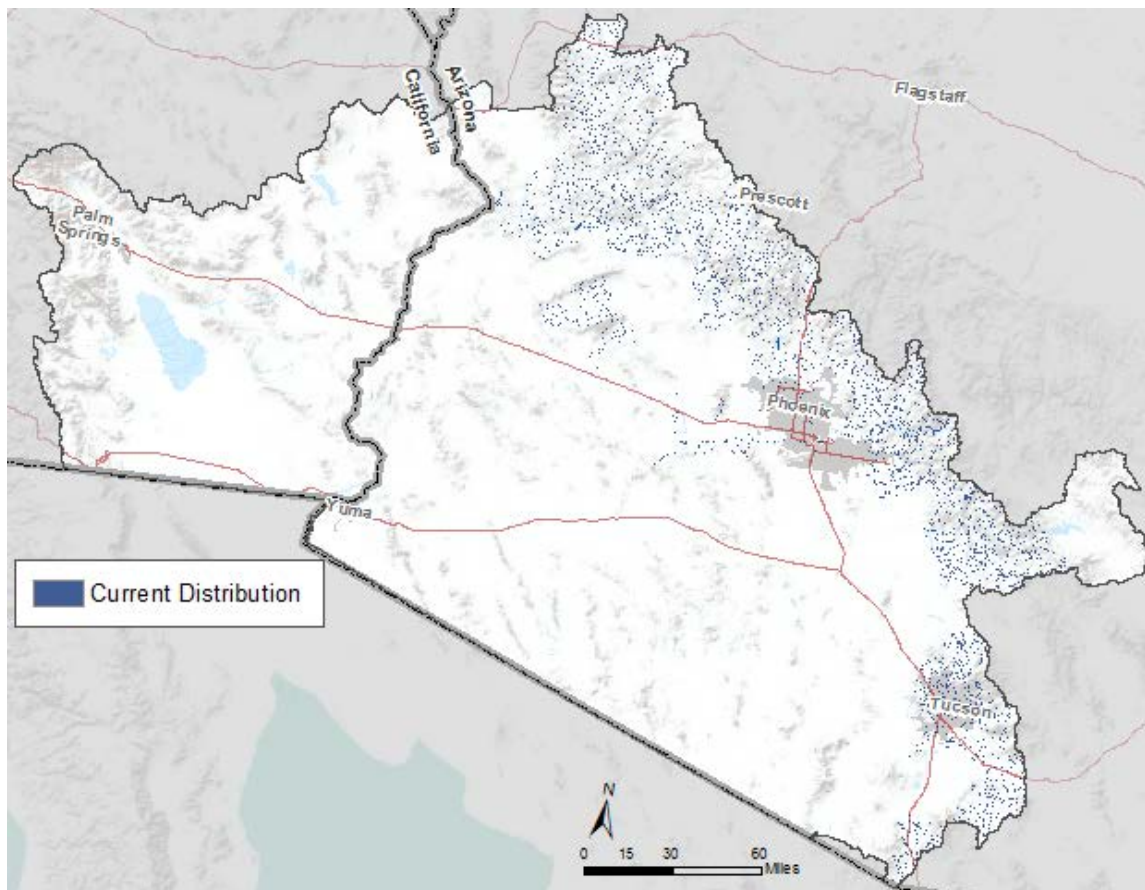 California
Arizona
Flagstaff
Prescott
Palm
Springs
Phoenix
Yuma
Current Distribution
Tucson
N
0 15 30 60
Miles